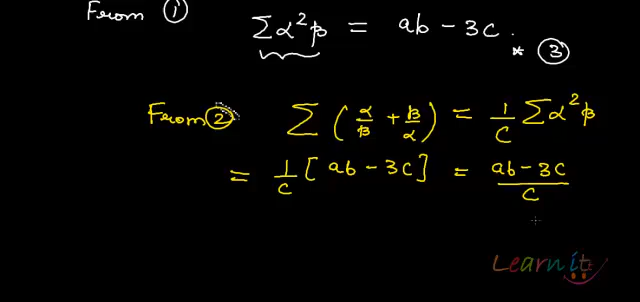 From ① Σα²β = ab - 3c. * ③
From ② Σ (α/β + β/α) = 1/c Σα²β
= 1/c [ab - 3c] = ab - 3c / c
Learnit